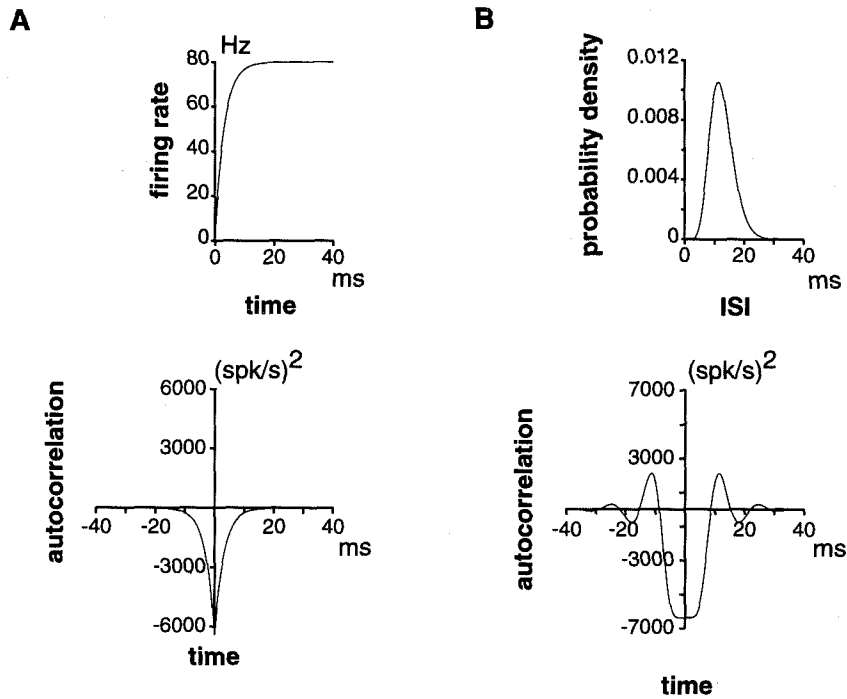 A
Hz
80
60
40
20
0
firing rate
0 20 40
ms
time
B
0.012
0.008
0.004
0
probability density
0 20 40
ms
ISI
(spk/s)2
6000
3000
-3000
-6000
autocorrelation
-40 -20 20 40
ms
time
(spk/s)2
7000
3000
-3000
-7000
autocorrelation
-40 -20 20 40
ms
time